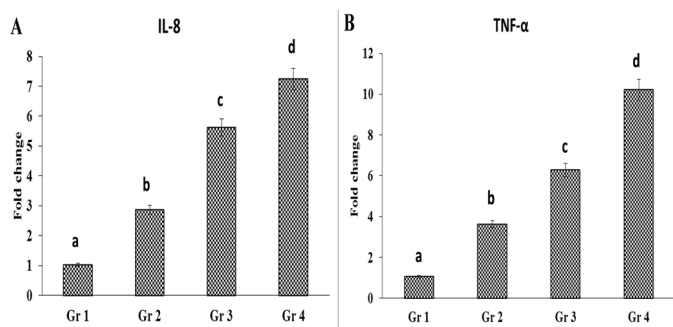 A
IL-8
Fold change
8
7
6
5
4
3
2
1
0
a
b
c
d
Gr 1
Gr 2
Gr 3
Gr 4
B
TNF-α
Fold change
12
10
8
6
4
2
0
a
b
c
d
Gr 1
Gr 2
Gr 3
Gr 4